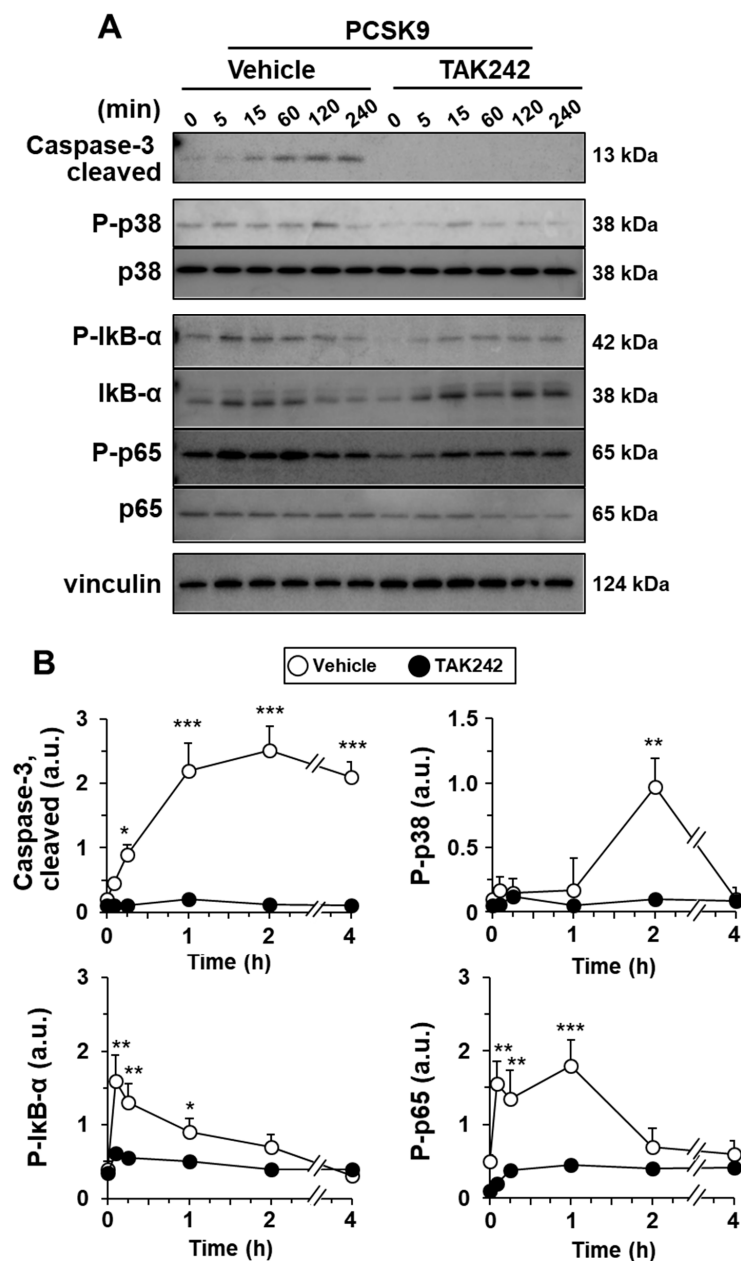 A
PCSK9
Vehicle TAK242
(min) 0 5 15 60 120 240 0 5 15 60 120 240
Caspase-3
cleaved 13 kDa
P-p38 38 kDa
p38 38 kDa
P-IkB-α 42 kDa
IkB-α 38 kDa
P-p65 65 kDa
p65 65 kDa
vinculin 124 kDa
B
Vehicle TAK242
Caspase-3,
cleaved (a.u.)
3
2
1
0
* *** *** ***
0 1 2 4
Time (h)
P-p38 (a.u.)
1.5
1.0
0.5
0
**
0 1 2 4
Time (h)
P-IkB-α (a.u.)
3
2
1
0
** ** *
0 1 2 4
Time (h)
P-p65 (a.u.)
3
2
1
0
** ** ***
0 1 2 4
Time (h)